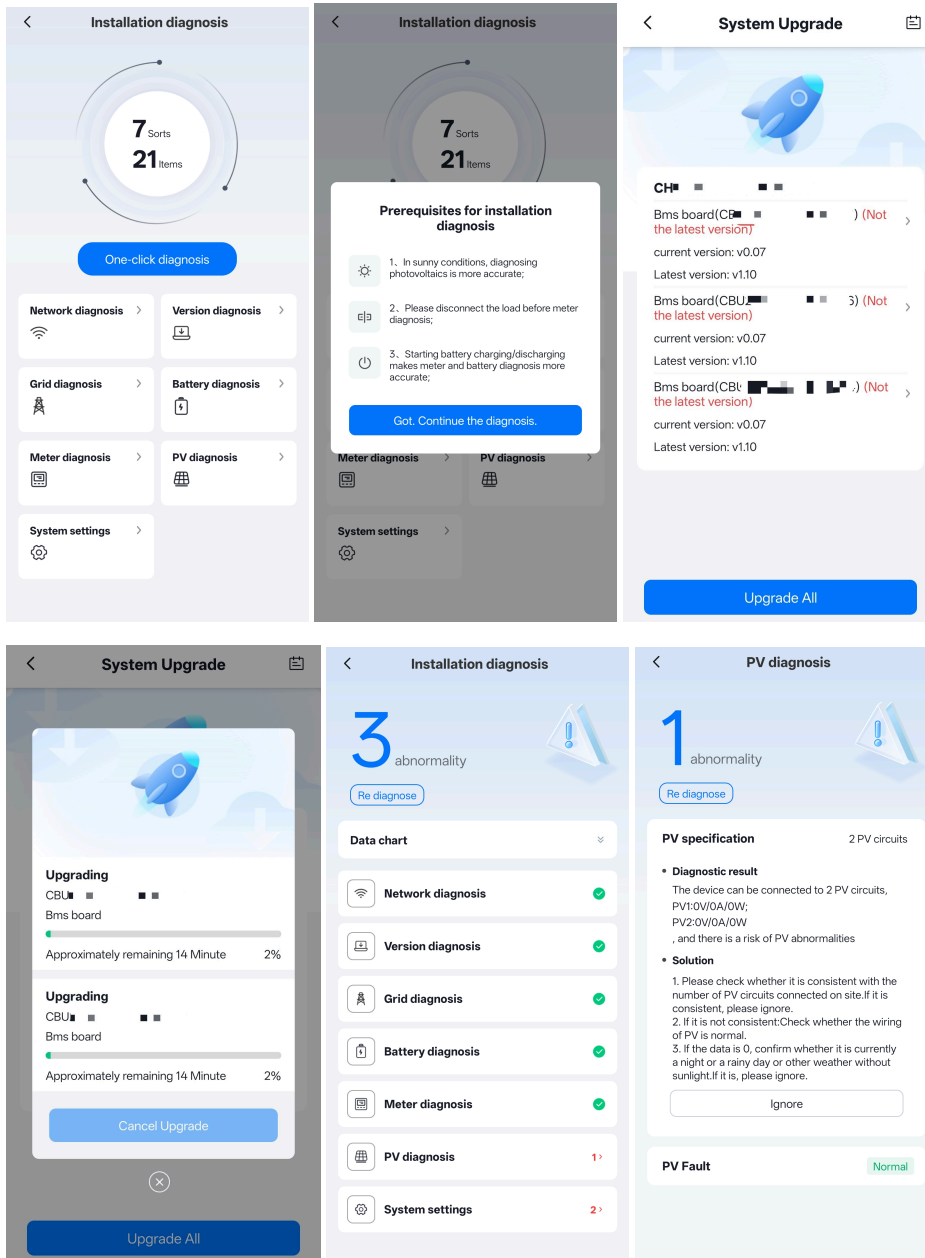 Installation diagnosis
7 Sorts
21 Items
One-click diagnosis
Network diagnosis
Version diagnosis
Grid diagnosis
Battery diagnosis
Meter diagnosis
PV diagnosis
System settings
Installation diagnosis
7 Sorts
21 Items
Prerequisites for installation
diagnosis
1、In sunny conditions, diagnosing
photovoltaics is more accurate;
2、Please disconnect the load before meter
diagnosis;
3、Starting battery charging/discharging
makes meter and battery diagnosis more
accurate;
Got. Continue the diagnosis.
Meter diagnosis
PV diagnosis
System settings
System Upgrade
CH
Bms board(CB ) (Not
the latest version)
current version: v0.07
Latest version: v1.10
Bms board(CBU ) (Not
the latest version)
current version: v0.07
Latest version: v1.10
Bms board(CBU ) (Not
the latest version)
current version: v0.07
Latest version: v1.10
Upgrade All
System Upgrade
Upgrading
CBU
Bms board
Approximately remaining 14 Minute 2%
Upgrading
CBU
Bms board
Approximately remaining 14 Minute 2%
Cancel Upgrade
Upgrade All
Installation diagnosis
3 abnormality
Re diagnose
Data chart
Network diagnosis
Version diagnosis
Grid diagnosis
Battery diagnosis
Meter diagnosis
PV diagnosis 1
System settings 2
PV diagnosis
1 abnormality
Re diagnose
PV specification 2 PV circuits
• Diagnostic result
The device can be connected to 2 PV circuits,
PV1:0V/0A/0W;
PV2:0V/0A/0W
, and there is a risk of PV abnormalities
• Solution
1. Please check whether it is consistent with the
number of PV circuits connected on site.If it is
consistent, please ignore.
2. If it is not consistent:Check whether the wiring
of PV is normal.
3. If the data is 0, confirm whether it is currently
a night or a rainy day or other weather without
sunlight.If it is, please ignore.
Ignore
PV Fault Normal